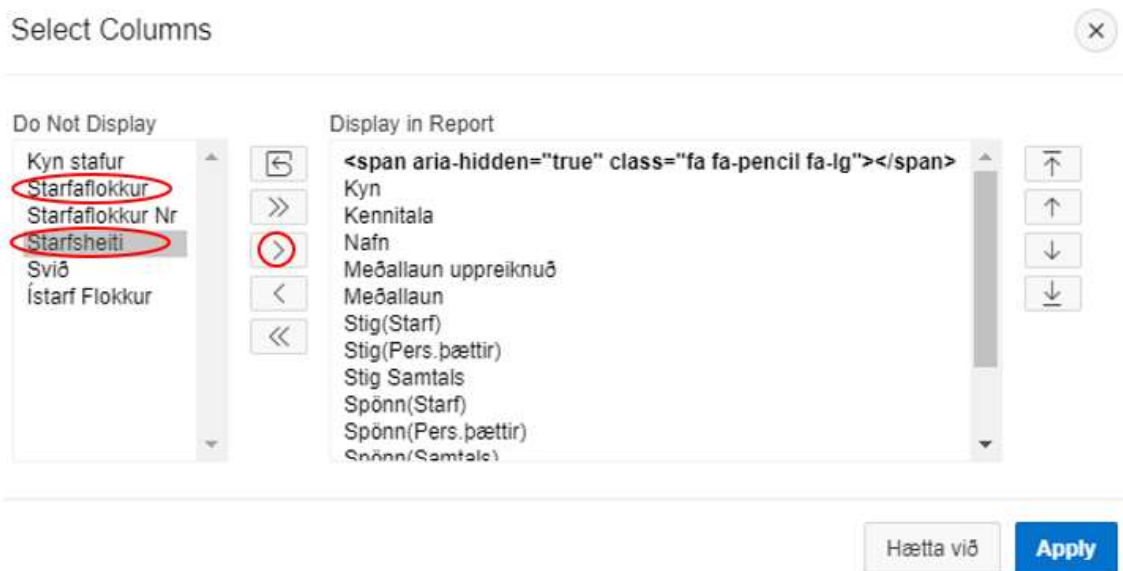 Select Columns
Do Not Display
Kyn stafur
Starfaflokkur
Starfaflokkur Nr
Starfsheiti
Svið
Ístarf Flokkur
Display in Report
<span aria-hidden="true" class="fa fa-pencil fa-lg"></span>
Kyn
Kennitala
Nafn
Meðallaun uppreiknuð
Meðallaun
Stig(Starf)
Stig(Pers.þættir)
Stig Samtals
Spönn(Starf)
Spönn(Pers.þættir)
Spönn(Samtals)
Hætta við
Apply